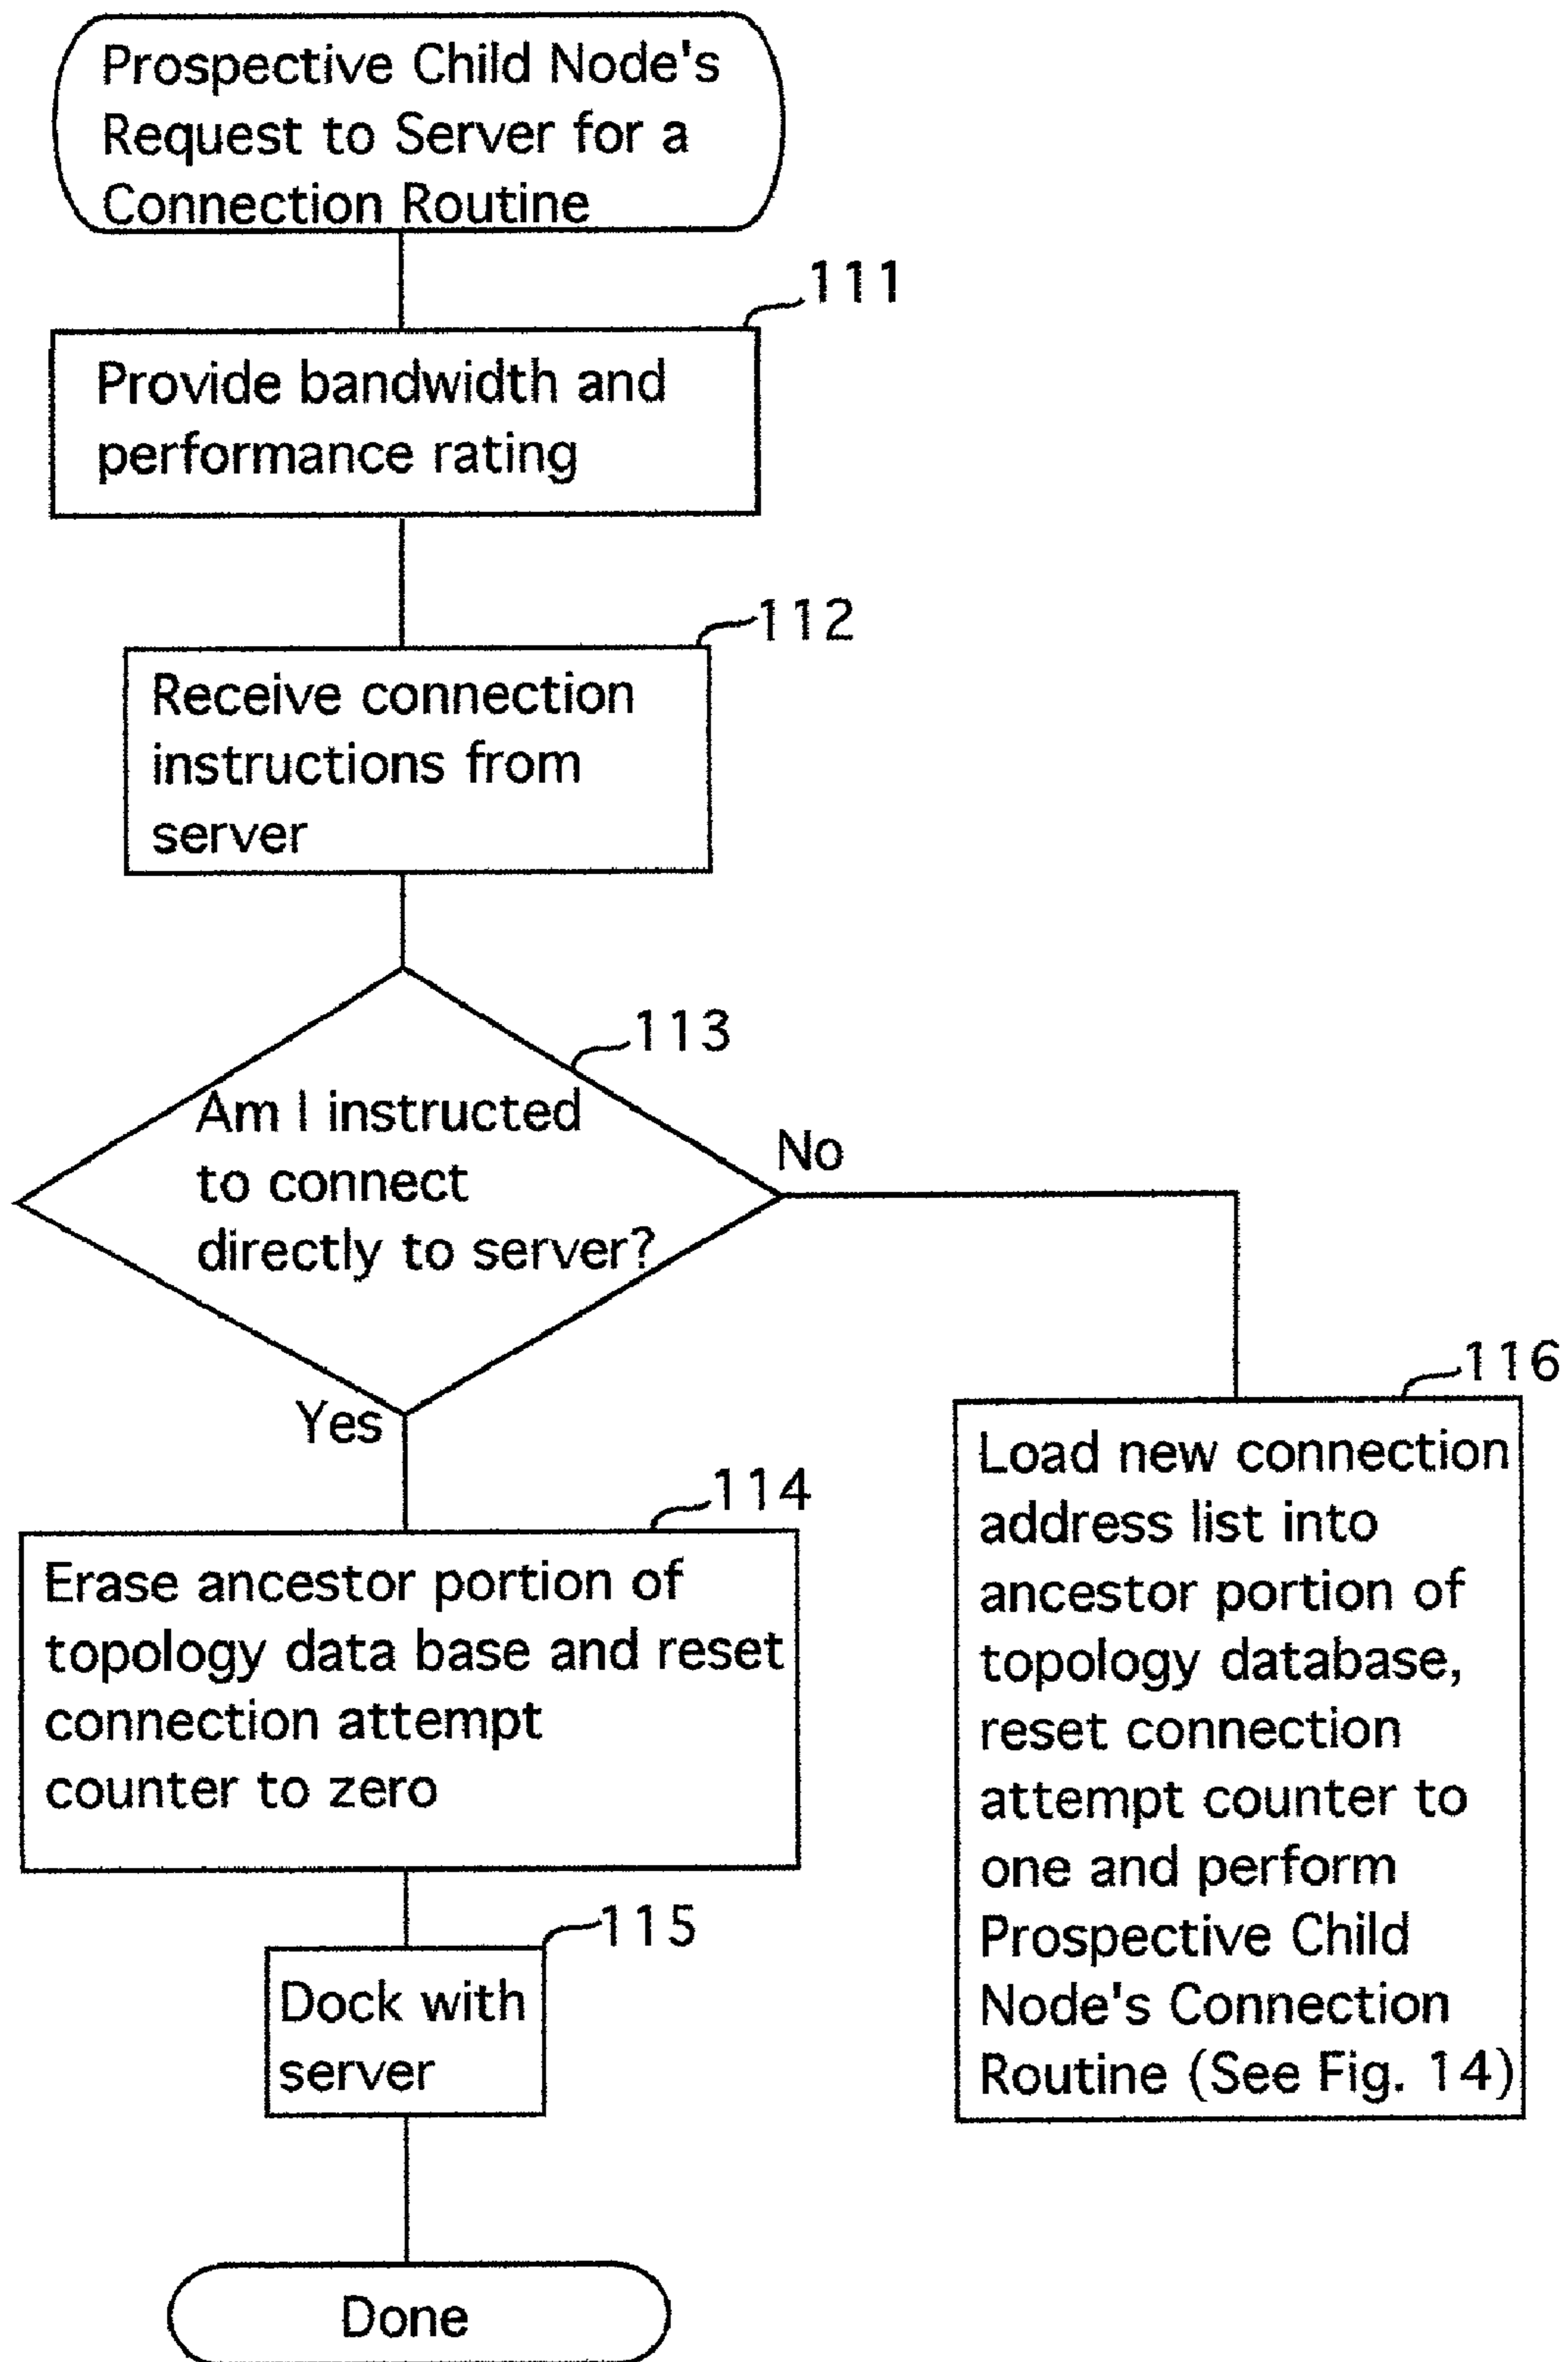 Prospective Child Node's
Request to Server for a
Connection Routine
111
Provide bandwidth and
performance rating
112
Receive connection
instructions from
server
113
Am I instructed
to connect
directly to server?
No
Yes
114
Erase ancestor portion of
topology data base and reset
connection attempt
counter to zero
115
Dock with
server
Done
116
Load new connection
address list into
ancestor portion of
topology database,
reset connection
attempt counter to
one and perform
Prospective Child
Node's Connection
Routine (See Fig. 14)